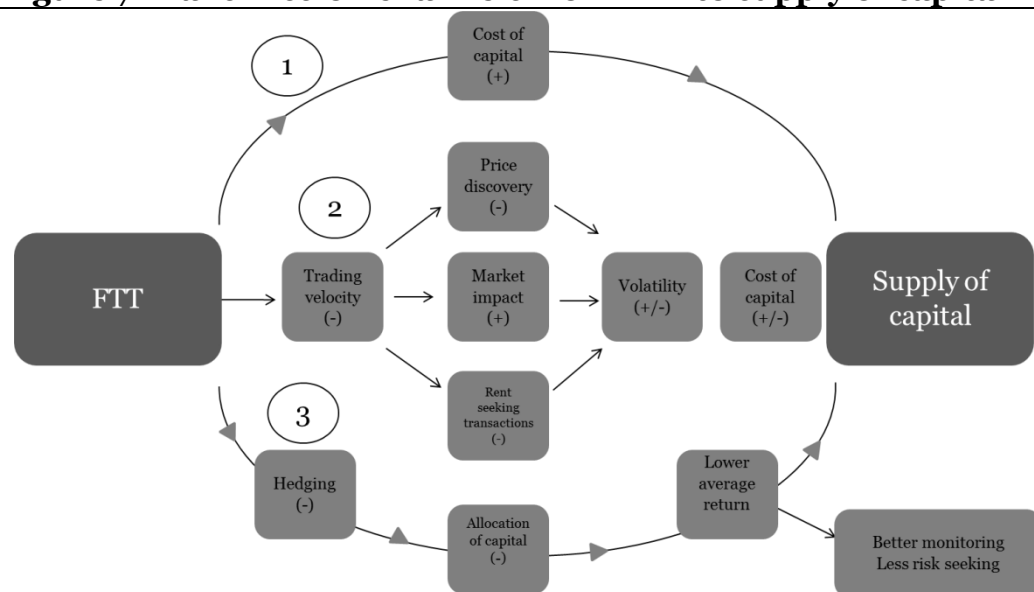 Cost of
capital
(+)
1
Price
discovery
(-)
2
FTT
Trading
velocity
(-)
Market
impact
(+)
Volatility
(+/-)
Cost of
capital
(+/-)
Supply of
capital
Rent
seeking
transactions
(-)
3
Hedging
(-)
Allocation
of capital
(-)
Lower
average
return
Better monitoring
Less risk seeking